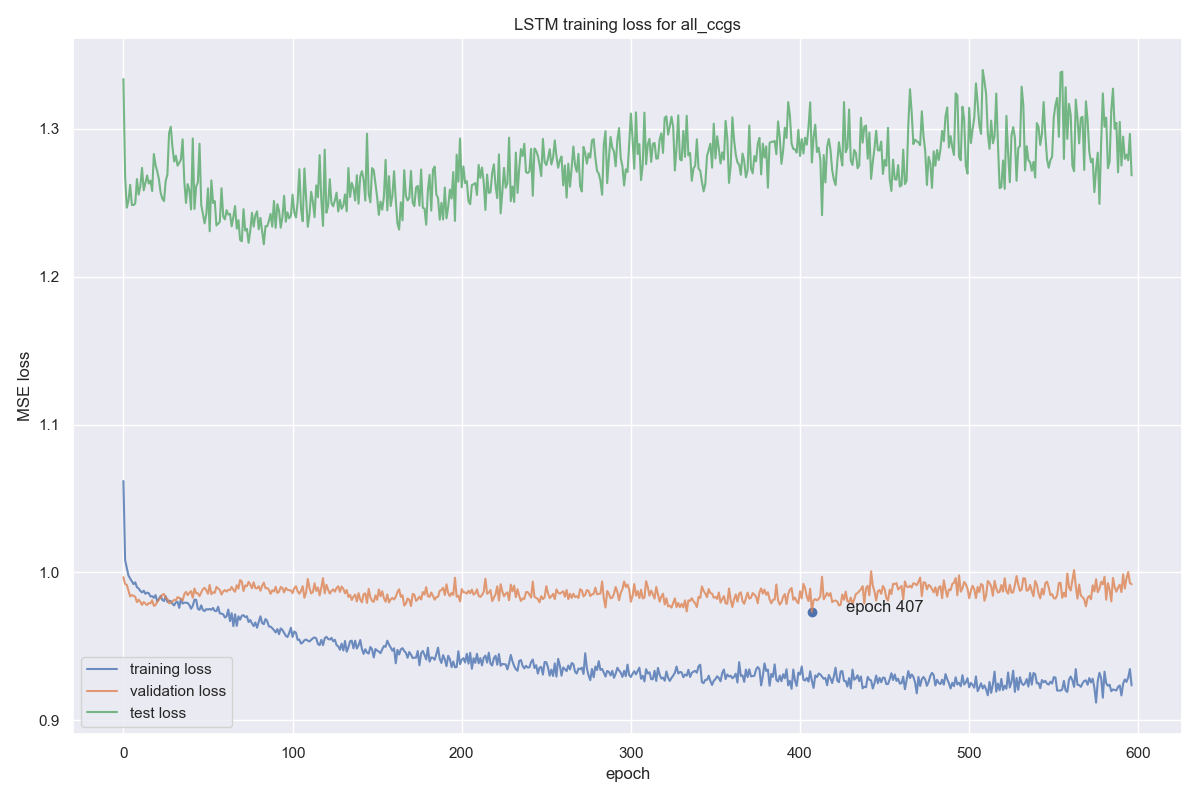 LSTM training loss for all_ccgs
MSE loss
1.3
1.2
1.1
1.0
0.9
epoch 407
training loss
validation loss
test loss
0 100 200 300 400 500 600
epoch